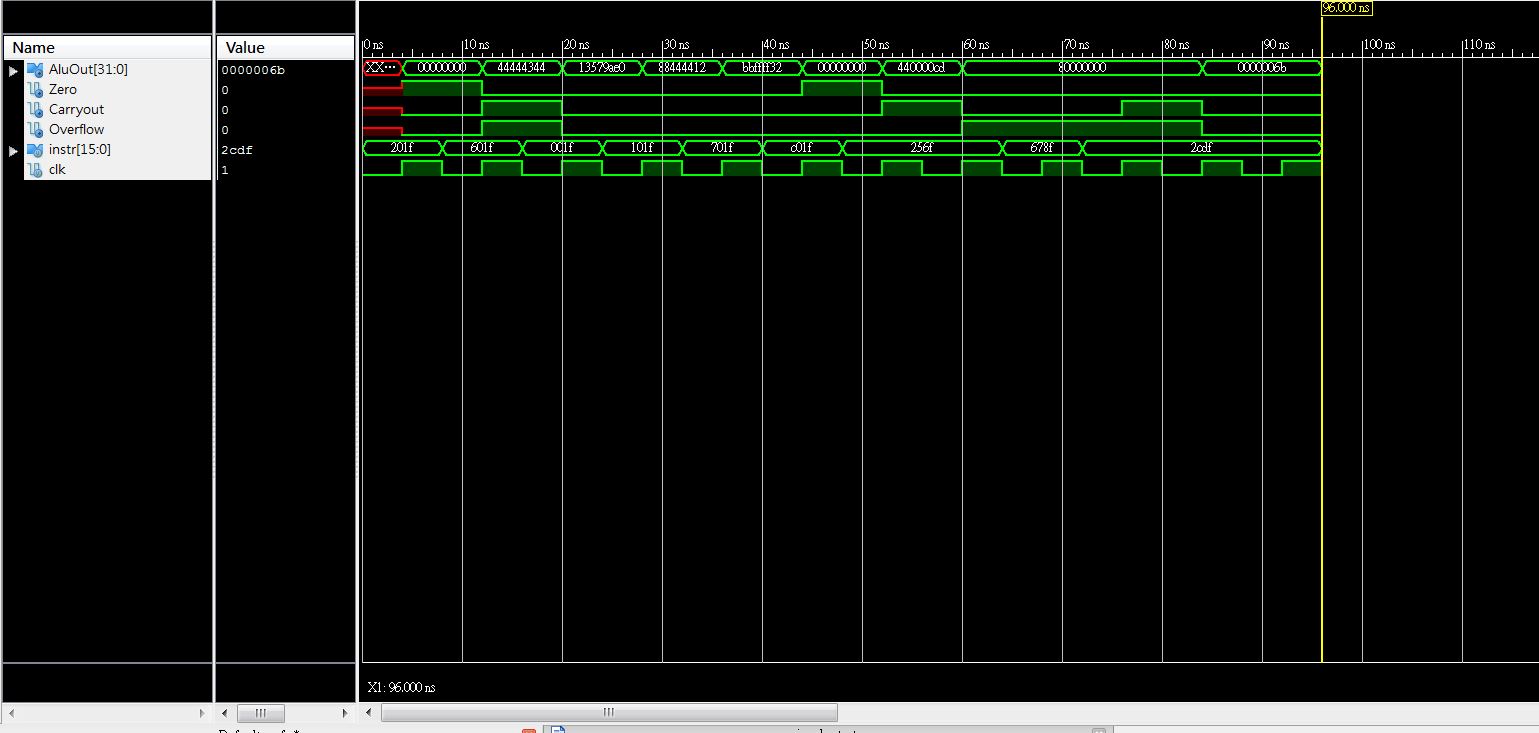 96.000 ns
Name
Value
0 ns
10 ns
20 ns
30 ns
40 ns
50 ns
60 ns
70 ns
80 ns
90 ns
100 ns
110 ns
AluOut[31:0]
0000006b
XX···
00000000
44444344
13579ae0
88444412
bbffff32
00000000
440000cd
80000000
0000006b
Zero
0
Carryout
0
Overflow
0
instr[15:0]
2cdf
201f
601f
001f
101f
701f
c01f
256f
678f
2cdf
clk
1
X1: 96.000 ns